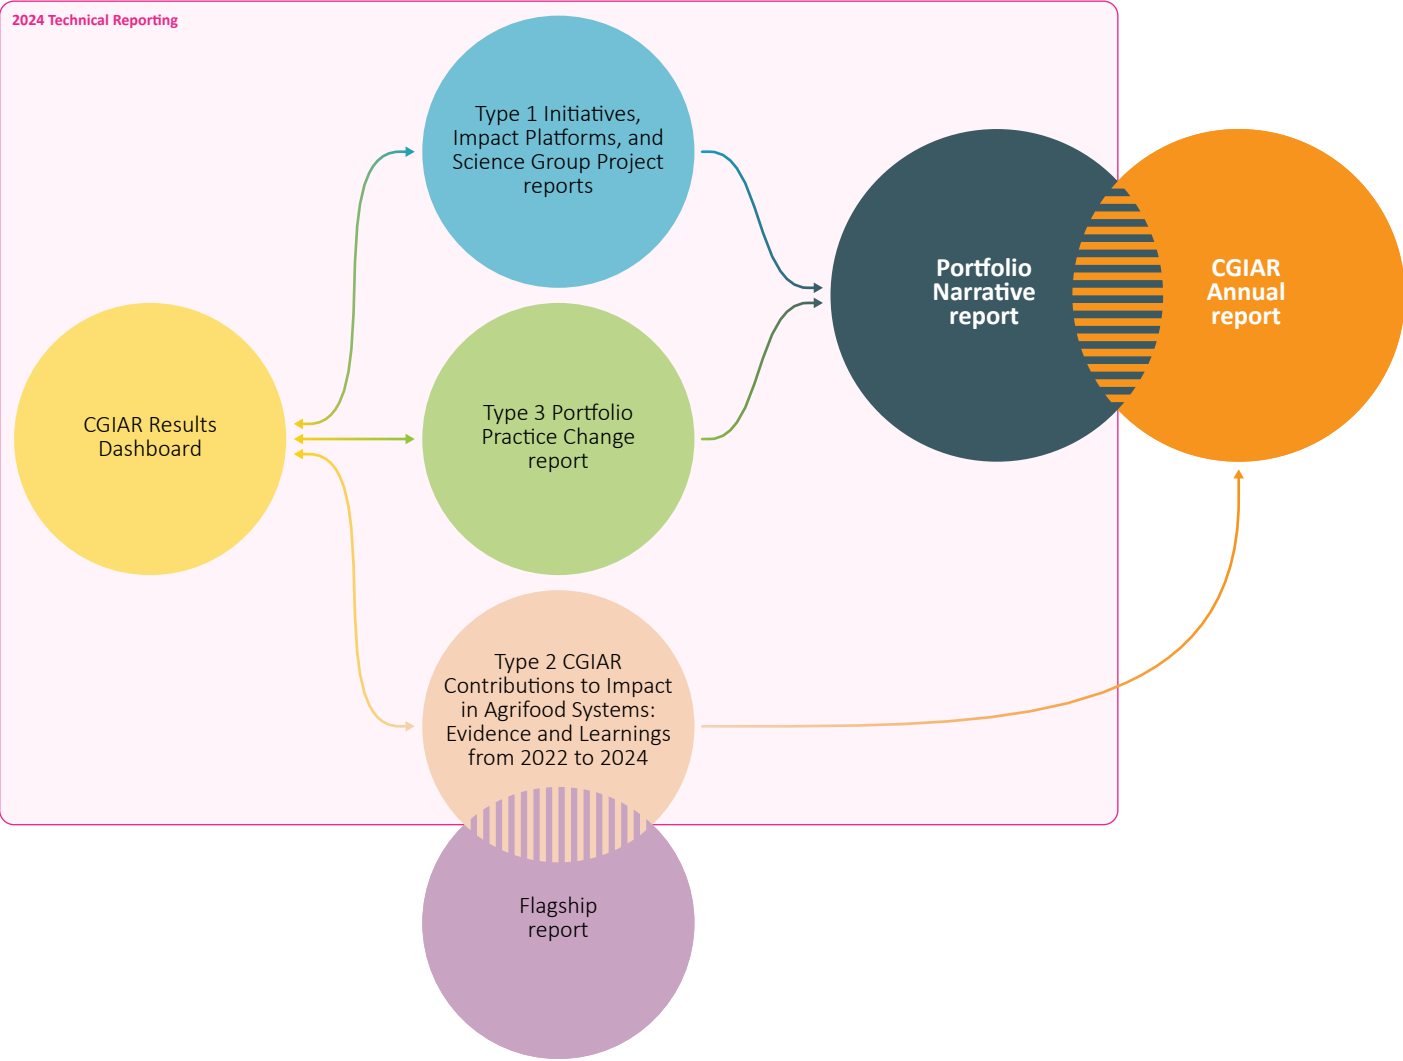 2024 Technical Reporting
Type 1 Initiatives,
Impact Platforms, and
Science Group Project
reports
Portfolio
Narrative
report
CGIAR
Annual
report
CGIAR Results
Dashboard
Type 3 Portfolio
Practice Change
report
Type 2 CGIAR
Contributions to Impact
in Agrifood Systems:
Evidence and Learnings
from 2022 to 2024
Flagship
report